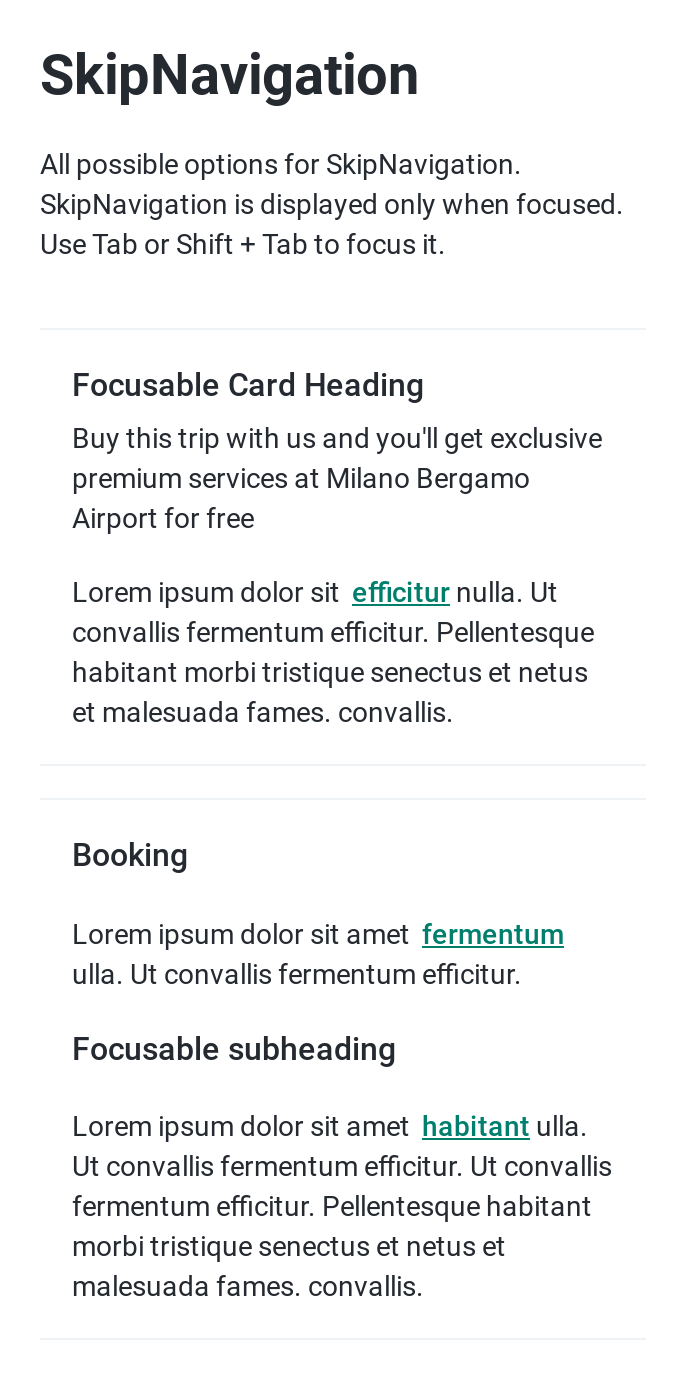 SkipNavigation
All possible options for SkipNavigation.
SkipNavigation is displayed only when focused.
Use Tab or Shift + Tab to focus it.
Focusable Card Heading
Buy this trip with us and you'll get exclusive
premium services at Milano Bergamo
Airport for free
Lorem ipsum dolor sit efficitur nulla. Ut
convallis fermentum efficitur. Pellentesque
habitant morbi tristique senectus et netus
et malesuada fames. convallis.
Booking
Lorem ipsum dolor sit amet fermentum
ulla. Ut convallis fermentum efficitur.
Focusable subheading
Lorem ipsum dolor sit amet habitant ulla.
Ut convallis fermentum efficitur. Ut convallis
fermentum efficitur. Pellentesque habitant
morbi tristique senectus et netus et
malesuada fames. convallis.